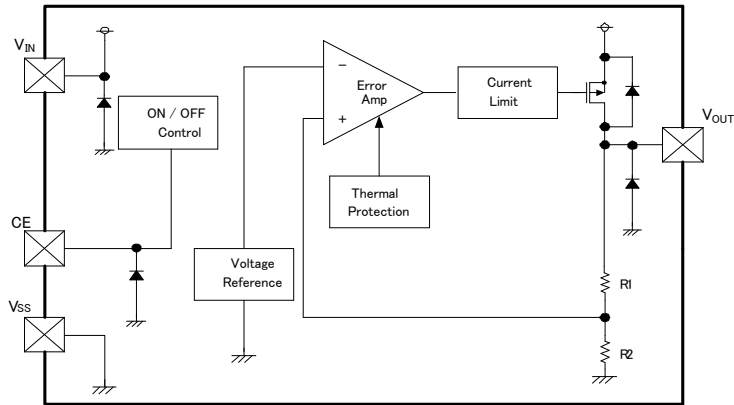 VIN
ON / OFF
Control
CE
VSS
−
+
Error
Amp
Thermal
Protection
Voltage
Reference
Current
Limit
VOUT
R1
R2